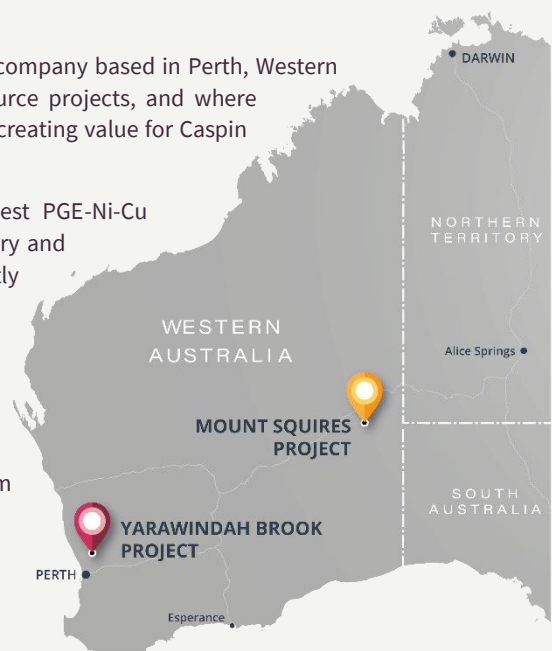 company based in Perth, Western
urce projects, and where
creating value for Caspin
est PGE-Ni-Cu
ry and
tly
m
DARWIN
NORTHERN
TERRITORY
WESTERN
AUSTRALIA
Alice Springs
MOUNT SQUIRES
PROJECT
SOUTH
AUSTRALIA
YARAWINDAH BROOK
PROJECT
PERTH
Esperance